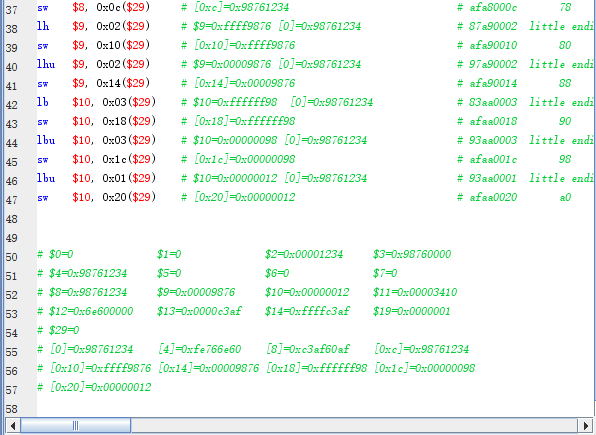 37 sw $8, 0x0c($29) # [0xc]=0x98761234 # afa8000c 78
38 lh $9, 0x02($29) # $9=0xffff9876 [0]=0x98761234 # 87a90002 little endi
39 sw $9, 0x10($29) # [0x10]=0xffff9876 # afa90010 80
40 lhu $9, 0x02($29) # $9=0x00009876 [0]=0x98761234 # 97a90002 little endi
41 sw $9, 0x14($29) # [0x14]=0x00009876 # afa90014 88
42 lb $10, 0x03($29) # $10=0xffffff98 [0]=0x98761234 # 83aa0003 little endi
43 sw $10, 0x18($29) # [0x18]=0xffffff98 # afaa0018 90
44 lbu $10, 0x03($29) # $10=0x00000098 [0]=0x98761234 # 93aa0003 little endi
45 sw $10, 0x1c($29) # [0x1c]=0x00000098 # afaa001c 98
46 lbu $10, 0x01($29) # $10=0x00000012 [0]=0x98761234 # 93aa0001 little endi
47 sw $10, 0x20($29) # [0x20]=0x00000012 # afaa0020 a0
48
49
50 # $0=0 $1=0 $2=0x00001234 $3=0x98760000
51 # $4=0x98761234 $5=0 $6=0 $7=0
52 # $8=0x98761234 $9=0x00009876 $10=0x00000012 $11=0x00003410
53 # $12=0x6e600000 $13=0x0000c3af $14=0xffffc3af $19=0x0000001
54 # $29=0
55 # [0]=0x98761234 [4]=0xfe766e60 [8]=0xc3af60af [0xc]=0x98761234
56 # [0x10]=0xffff9876 [0x14]=0x00009876 [0x18]=0xffffff98 [0x1c]=0x00000098
57 # [0x20]=0x00000012
58